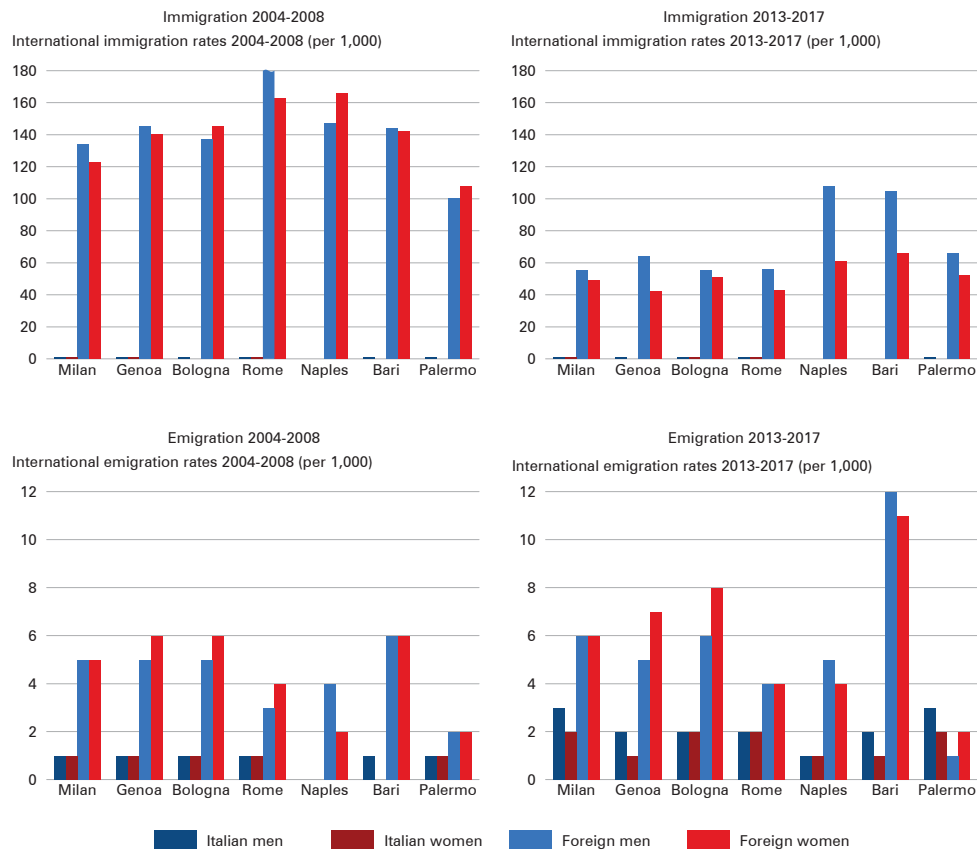 Immigration 2004-2008
International immigration rates 2004-2008 (per 1,000)
180
160
140
120
100
80
60
40
20
0
Milan Genoa Bologna Rome Naples Bari Palermo
Immigration 2013-2017
International immigration rates 2013-2017 (per 1,000)
180
160
140
120
100
80
60
40
20
0
Milan Genoa Bologna Rome Naples Bari Palermo
Emigration 2004-2008
International emigration rates 2004-2008 (per 1,000)
12
10
8
6
4
2
0
Milan Genoa Bologna Rome Naples Bari Palermo
Emigration 2013-2017
International emigration rates 2013-2017 (per 1,000)
12
10
8
6
4
2
0
Milan Genoa Bologna Rome Naples Bari Palermo
Italian men Italian women Foreign men Foreign women